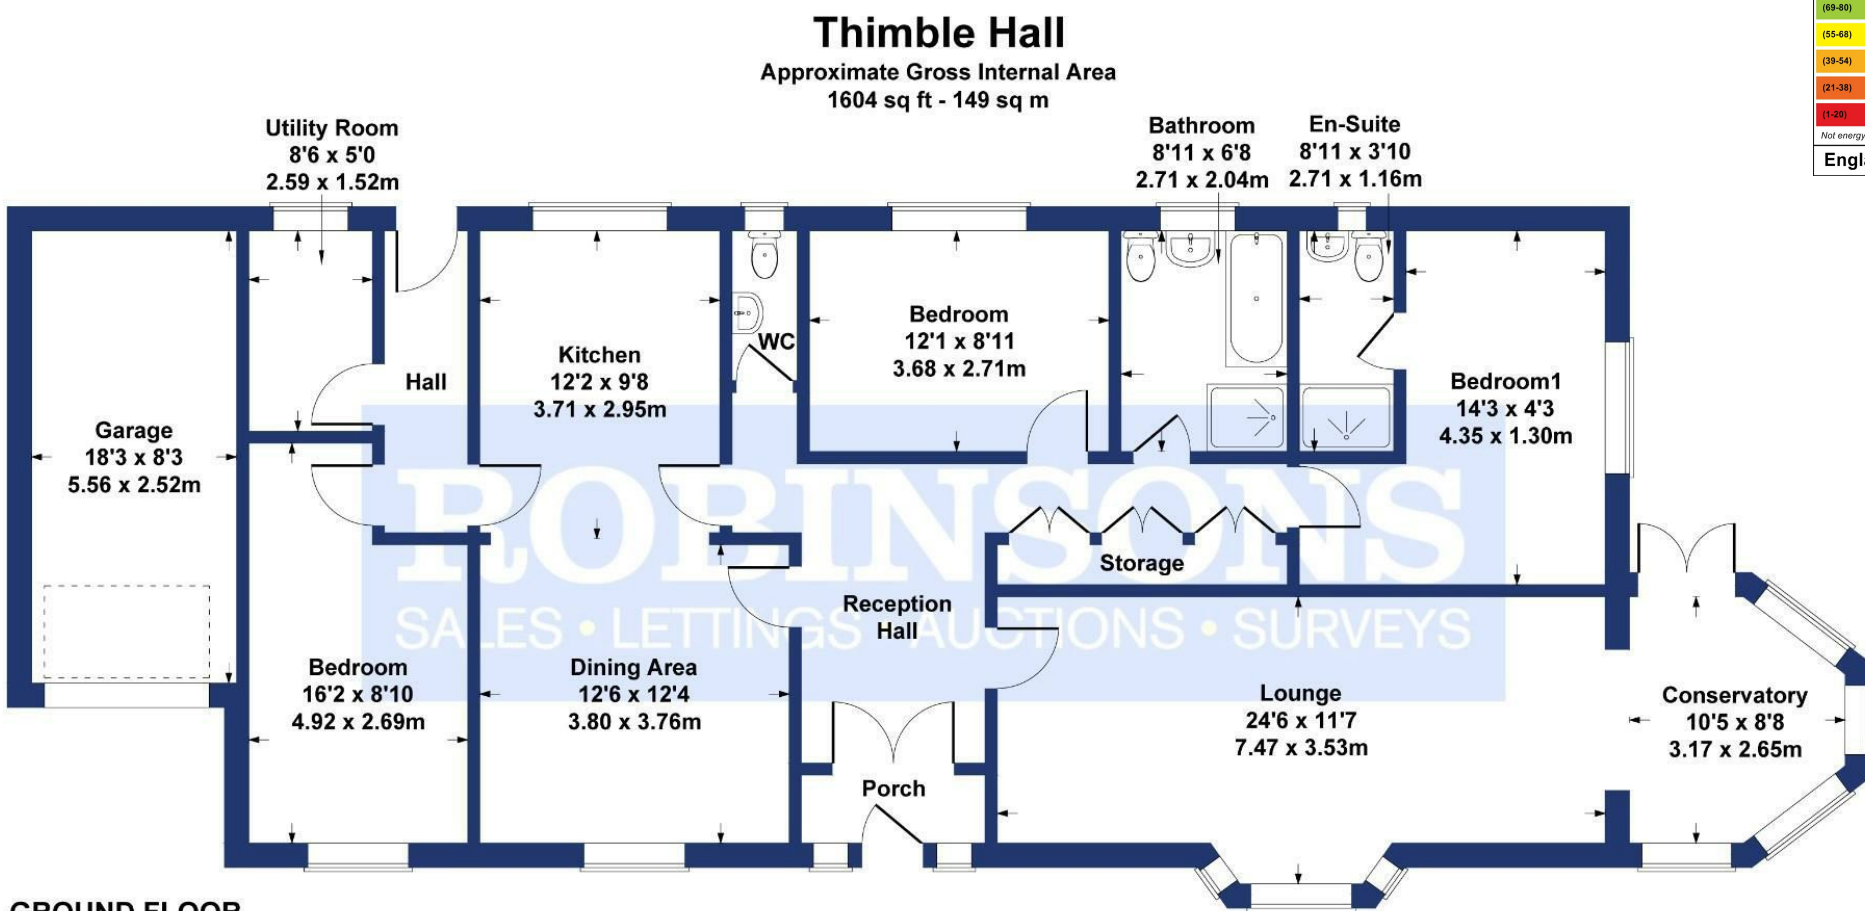 Thimble Hall
Approximate Gross Internal Area
1604 sq ft - 149 sq m
(69-80)
(55-68)
(39-54)
(21-38)
(1-20)
Not energy
Utility Room
8'6 x 5'0
2.59 x 1.52m
Bathroom
8'11 x 6'8
2.71 x 2.04m
En-Suite
8'11 x 3'10
2.71 x 1.16m
Garage
18'3 x 8'3
5.56 x 2.52m
Hall
Kitchen
12'2 x 9'8
3.71 x 2.95m
WC
Bedroom
12'1 x 8'11
3.68 x 2.71m
Bedroom1
14'3 x 4'3
4.35 x 1.30m
ROBINSONS
SALES • LETTINGS • AUCTIONS • SURVEYS
Storage
Reception
Hall
Bedroom
16'2 x 8'10
4.92 x 2.69m
Dining Area
12'6 x 12'4
3.80 x 3.76m
Porch
Lounge
24'6 x 11'7
7.47 x 3.53m
Conservatory
10'5 x 8'8
3.17 x 2.65m
GROUND FLOOR